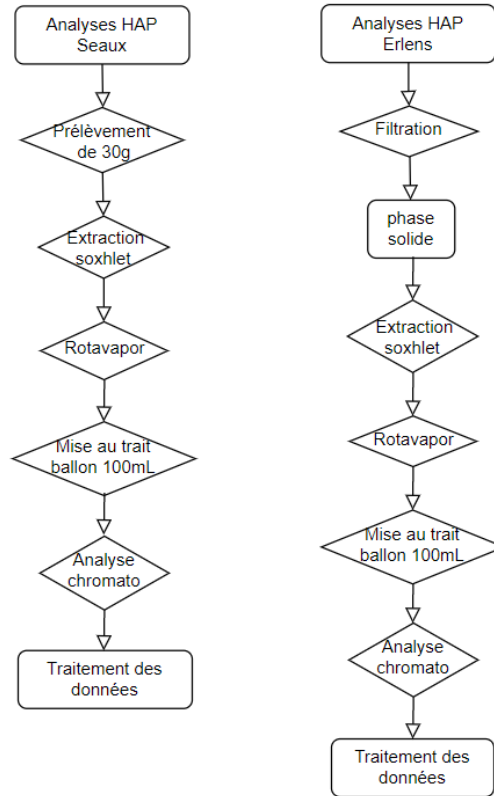 Analyses HAP
Seaux
Prélèvement
de 30g
Extraction
soxhlet
Rotavapor
Mise au trait
ballon 100mL
Analyse
chromato
Traitement des
données
Analyses HAP
Erlens
Filtration
phase
solide
Extraction
soxhlet
Rotavapor
Mise au trait
ballon 100mL
Analyse
chromato
Traitement des
données